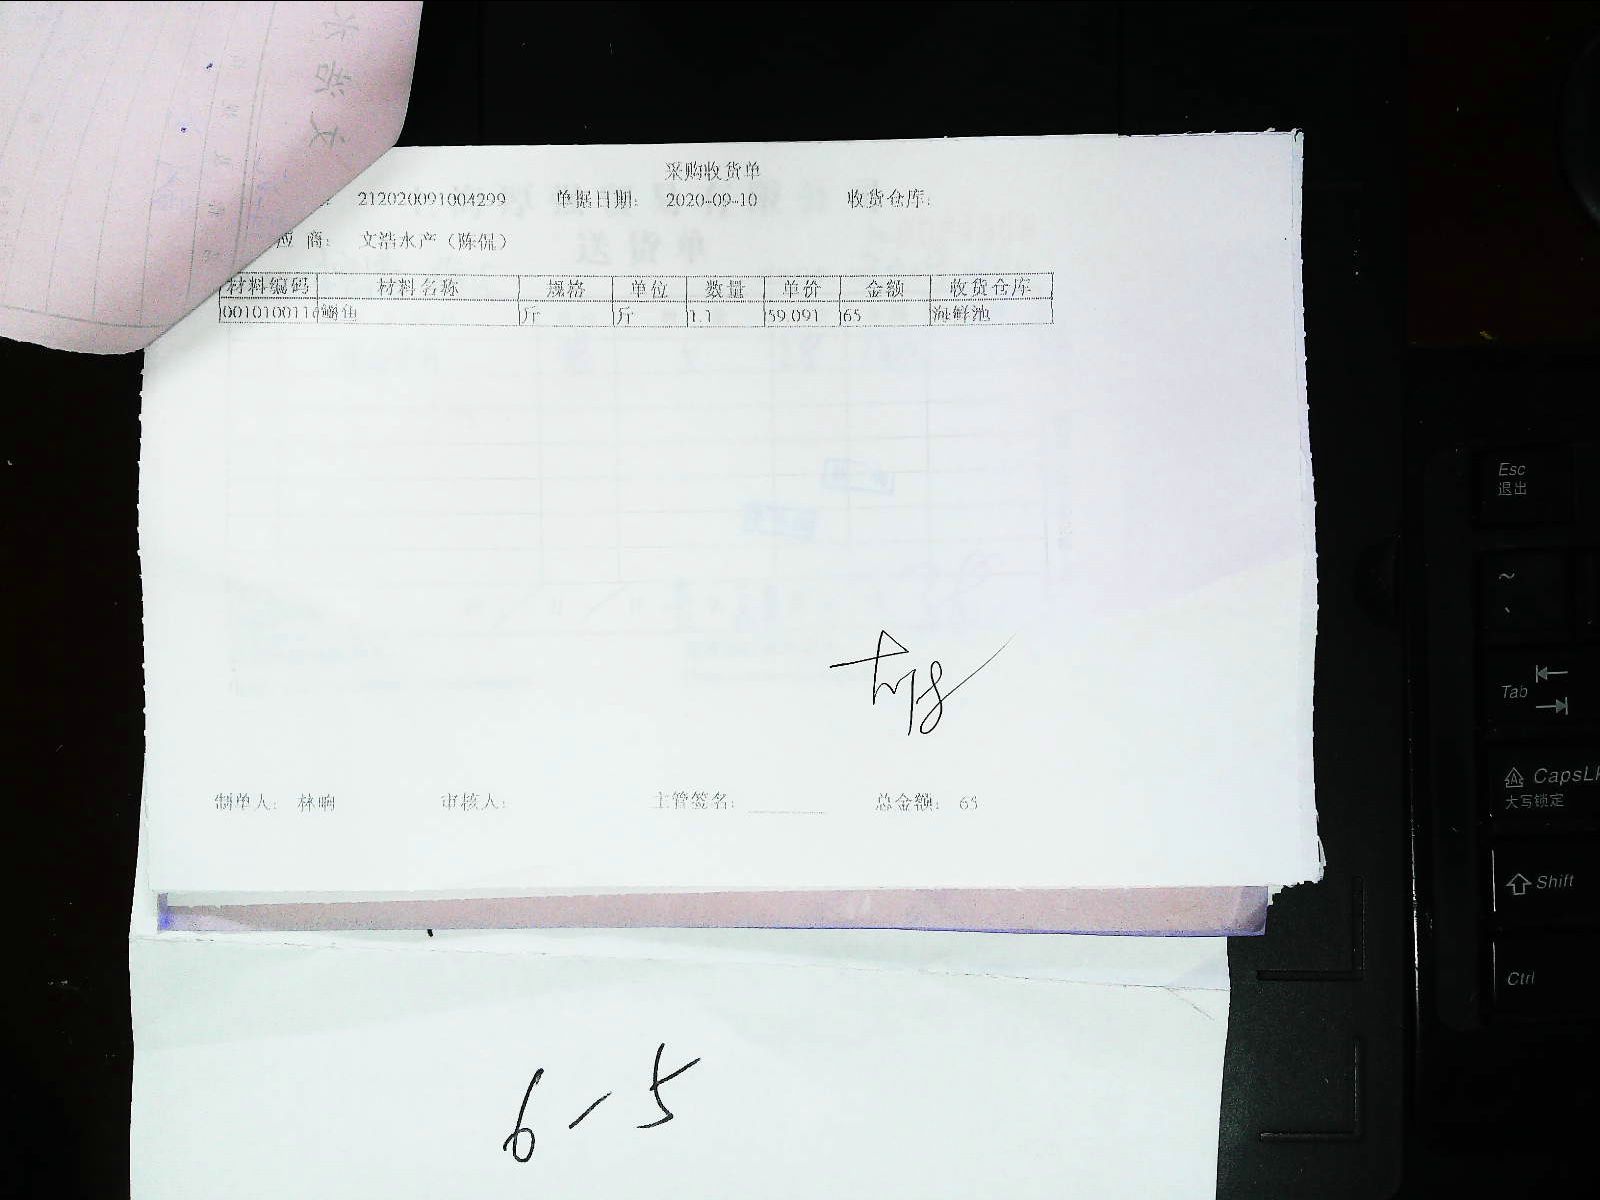 采购收货单
212020091004299 单据日期: 2020-09-10 收货仓库:
应 商: 文浩水产（陈侃）
材料编码 材料名称 规格 单位 数量 单价 金额 收货仓库
0010100116 斤 斤 1.1 59.091 65 海鲜池
制单人: 林响 审核人: 主管签名: 总金额: 65
6-5
Esc
退出
Tab
CapsL
大写锁定
Shift
Ctrl